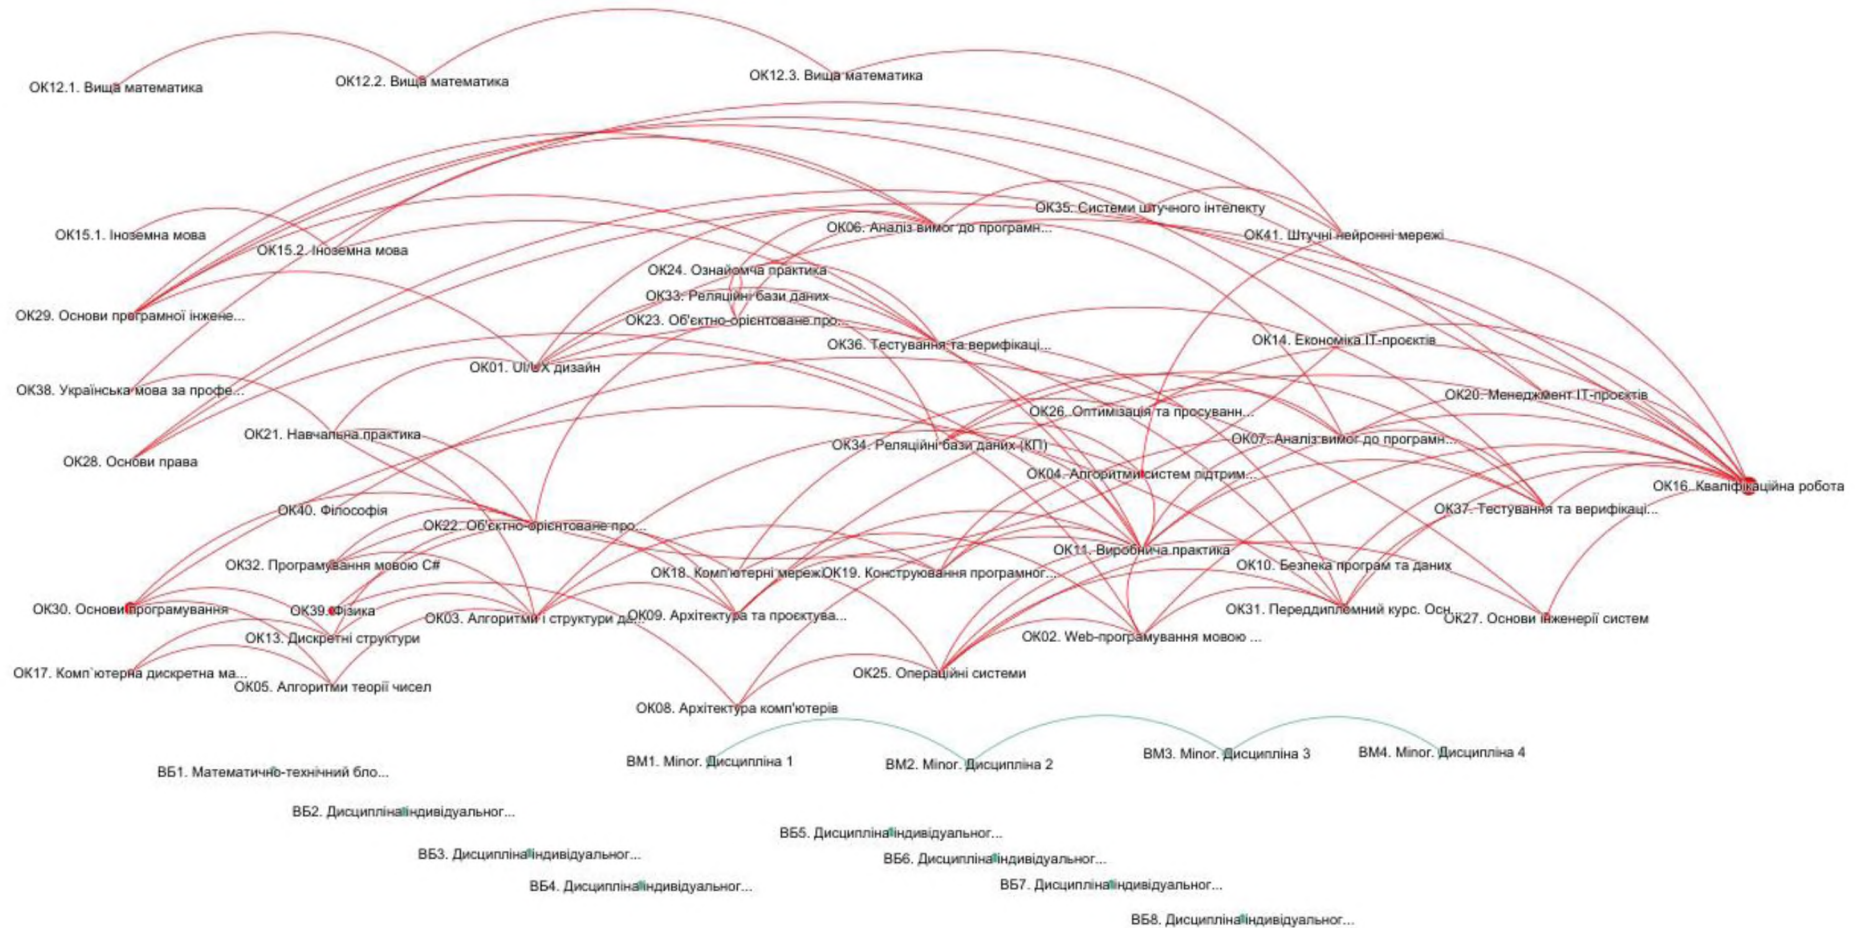 ОК12.1. Вища математика
ОК12.2. Вища математика
ОК12.3. Вища математика
ОК15.1. Іноземна мова
ОК15.2. Іноземна мова
ОК06. Аналіз вимог до програмн...
ОК35. Системи штучного інтелекту
ОК41. Штучні нейронні мережі
ОК24. Ознайомча практика
ОК33. Реляційні бази даних
ОК23. Об'єктно-орієнтоване про...
ОК29. Основи програмної інжене...
ОК36. Тестування та верифікаці...
ОК14. Економіка ІТ-проєктів
ОК01. UI/UX дизайн
ОК38. Українська мова за профе...
ОК20. Менеджмент ІТ-проєктів
ОК26. Оптимізація та просуванн...
ОК21. Навчальна практика
ОК34. Реляційні бази даних (КП)
ОК07. Аналіз вимог до програмн...
ОК28. Основи права
ОК04. Алгоритми систем підтрим...
ОК16. Кваліфікаційна робота
ОК40. Філософія
ОК22. Об'єктно-орієнтоване про...
ОК37. Тестування та верифікаці...
ОК11. Виробнича практика
ОК32. Програмування мовою C#
ОК18. Комп'ютерні мережі
ОК19. Конструювання програмног...
ОК10. Безпека програм та даних
ОК30. Основи програмування
ОК39. Фізика
ОК03. Алгоритми і структури да...
ОК09. Архітектура та проєктува...
ОК31. Переддипломний курс. Осн...
ОК27. Основи інженерії систем
ОК13. Дискретні структури
ОК02. Web-програмування мовою ...
ОК17. Комп`ютерна дискретна ма...
ОК05. Алгоритми теорії чисел
ОК25. Операційні системи
ОК08. Архітектура комп'ютерів
ВМ1. Minor. Дисципліна 1
ВМ2. Minor. Дисципліна 2
ВМ3. Minor. Дисципліна 3
ВМ4. Minor. Дисципліна 4
ВБ1. Математично-технічний бло...
ВБ2. Дисципліна індивідуальног...
ВБ3. Дисципліна індивідуальног...
ВБ4. Дисципліна індивідуальног...
ВБ5. Дисципліна індивідуальног...
ВБ6. Дисципліна індивідуальног...
ВБ7. Дисципліна індивідуальног...
ВБ8. Дисципліна індивідуальног...